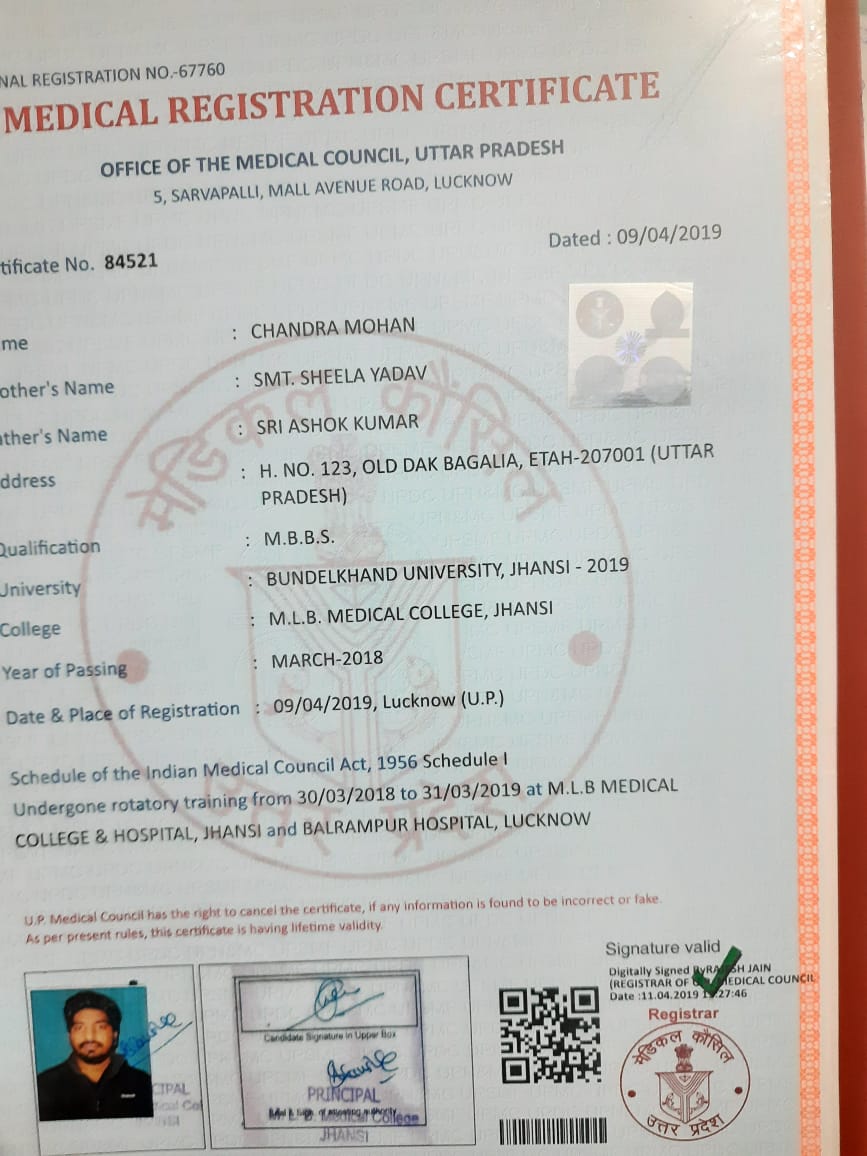 NAL REGISTRATION NO.-67760
MEDICAL REGISTRATION CERTIFICATE
OFFICE OF THE MEDICAL COUNCIL, UTTAR PRADESH
5, SARVAPALLI, MALL AVENUE ROAD, LUCKNOW
Dated : 09/04/2019
tificate No. 84521
me : CHANDRA MOHAN
other's Name : SMT. SHEELA YADAV
ather's Name : SRI ASHOK KUMAR
ddress : H. NO. 123, OLD DAK BAGALIA, ETAH-207001 (UTTAR
PRADESH)
Qualification : M.B.B.S.
University : BUNDELKHAND UNIVERSITY, JHANSI - 2019
College : M.L.B. MEDICAL COLLEGE, JHANSI
Year of Passing : MARCH-2018
Date & Place of Registration : 09/04/2019, Lucknow (U.P.)
मेडिकल कौंसिल
उत्तर प्रदेश
Schedule of the Indian Medical Council Act, 1956 Schedule I
Undergone rotatory training from 30/03/2018 to 31/03/2019 at M.L.B MEDICAL
COLLEGE & HOSPITAL, JHANSI and BALRAMPUR HOSPITAL, LUCKNOW
U.P. Medical Council has the right to cancel the certificate, if any information is found to be incorrect or fake.
As per present rules, this certificate is having lifetime validity.
CIPAL
ical Col
NSI
Candidate Signature in Upper Box
PRINCIPAL
M. L. B. Medical College
JHANSI
Signature valid
Digitally Signed By JAIN
(REGISTRAR OF MEDICAL COUNCIL
Date :11.04.2019 :27:46
Registrar
मेडिकल कौंसिल
उत्तर प्रदेश